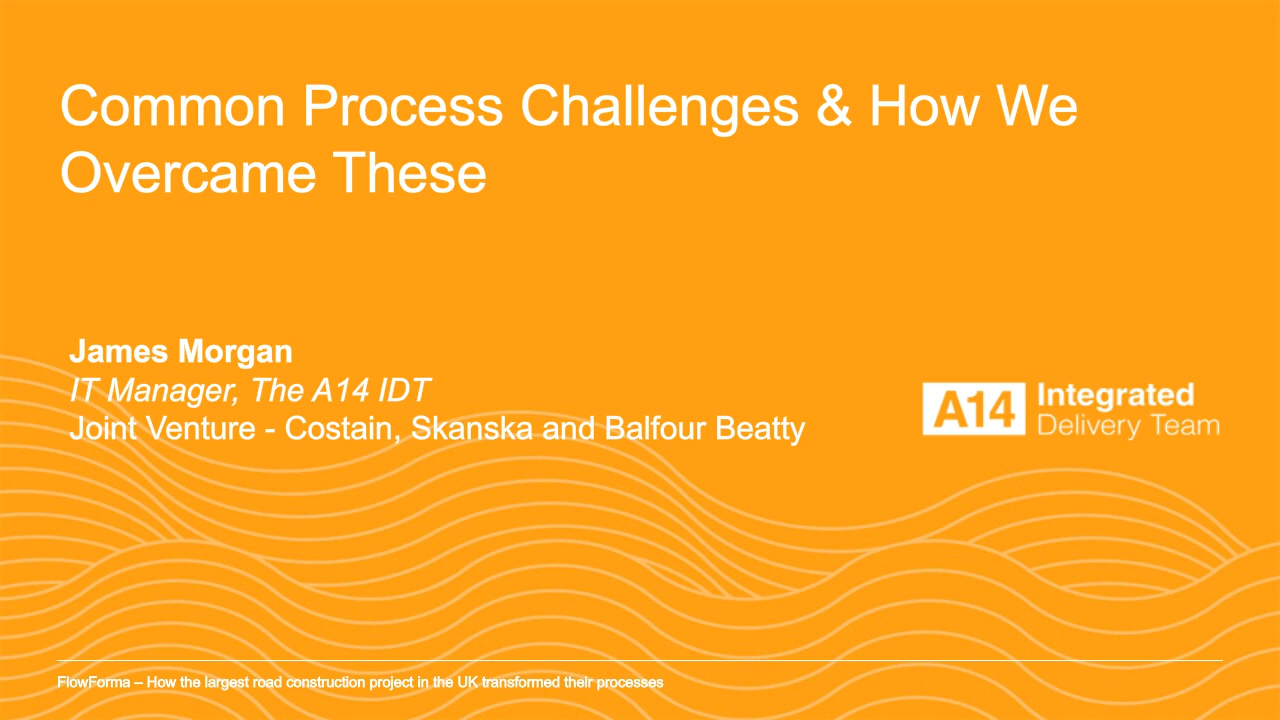 Common Process Challenges & How We
Overcame These
James Morgan
IT Manager, The A14 IDT
Joint Venture - Costain, Skanska and Balfour Beatty
A14 Integrated
Delivery Team
FlowForma – How the largest road construction project in the UK transformed their processes